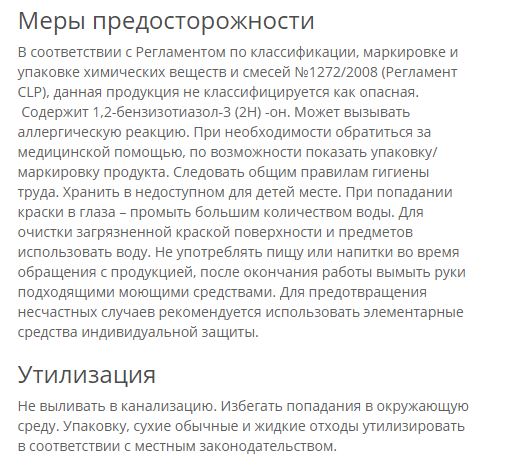 Меры предосторожности
В соответствии с Регламентом по классификации, маркировке и
упаковке химических веществ и смесей №1272/2008 (Регламент
CLP), данная продукция не классифицируется как опасная.
Содержит 1,2-бензизотиазол-3 (2Н) -он. Может вызывать
аллергическую реакцию. При необходимости обратиться за
медицинской помощью, по возможности показать упаковку/
маркировку продукта. Следовать общим правилам гигиены
труда. Хранить в недоступном для детей месте. При попадании
краски в глаза – промыть большим количеством воды. Для
очистки загрязненной краской поверхности и предметов
использовать воду. Не употреблять пищу или напитки во время
обращения с продукцией, после окончания работы вымыть руки
подходящими моющими средствами. Для предотвращения
несчастных случаев рекомендуется использовать элементарные
средства индивидуальной защиты.
Утилизация
Не выливать в канализацию. Избегать попадания в окружающую
среду. Упаковку, сухие обычные и жидкие отходы утилизировать
в соответствии с местным законодательством.